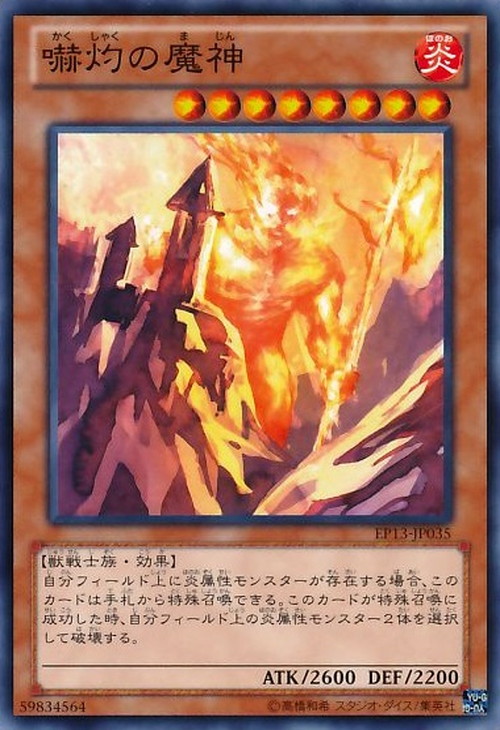 かく しゃく ま じん
嚇灼の魔神
ほのお
炎
EP13-JP035
【獣戦士族・効果】
自分フィールド上に炎属性モンスターが存在する場合、この
カードは手札から特殊召喚できる。このカードが特殊召喚に
成功した時、自分フィールド上の炎属性モンスター２体を選択
して破壊する。
ATK/2600 DEF/2200
59834564
©高橋和希 スタジオ・ダイス/集英社